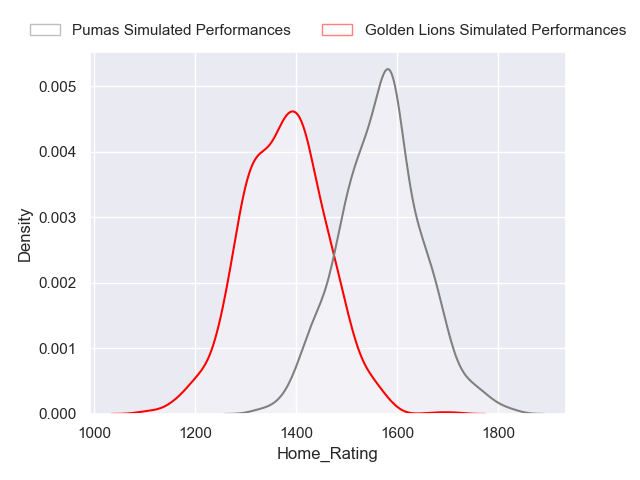 Pumas Simulated Performances Golden Lions Simulated Performances
0.005
0.004
0.003
0.002
0.001
0.000
Density
1000 1200 1400 1600 1800
Home_Rating